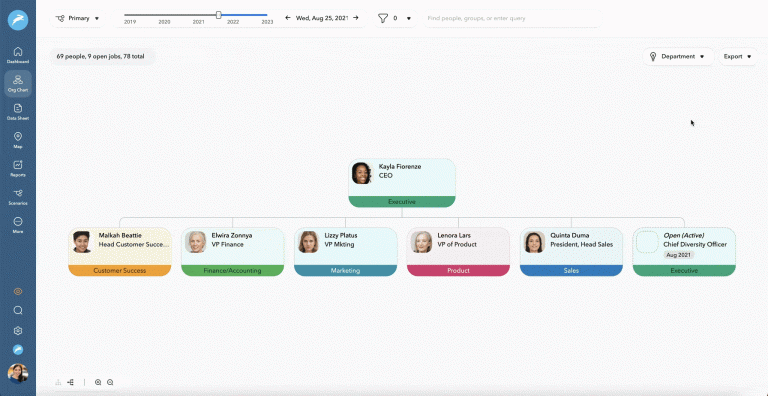 Primary
2019 2020 2021 2022 2023
Wed, Aug 25, 2021
0
Find people, groups, or enter query
Dashboard
Org Chart
Data Sheet
Map
Reports
Scenarios
More
69 people, 9 open jobs, 78 total
Department
Export
Kayla Fiorenze
CEO
Executive
Maikah Beattie
Head Customer Succe...
Customer Success
Elwira Zonnya
VP Finance
Finance/Accounting
Lizzy Platus
VP Mkting
Marketing
Lenora Lars
VP of Product
Product
Quinta Duma
President, Head Sales
Sales
Open (Active)
Chief Diversity Officer
Aug 2021
Executive